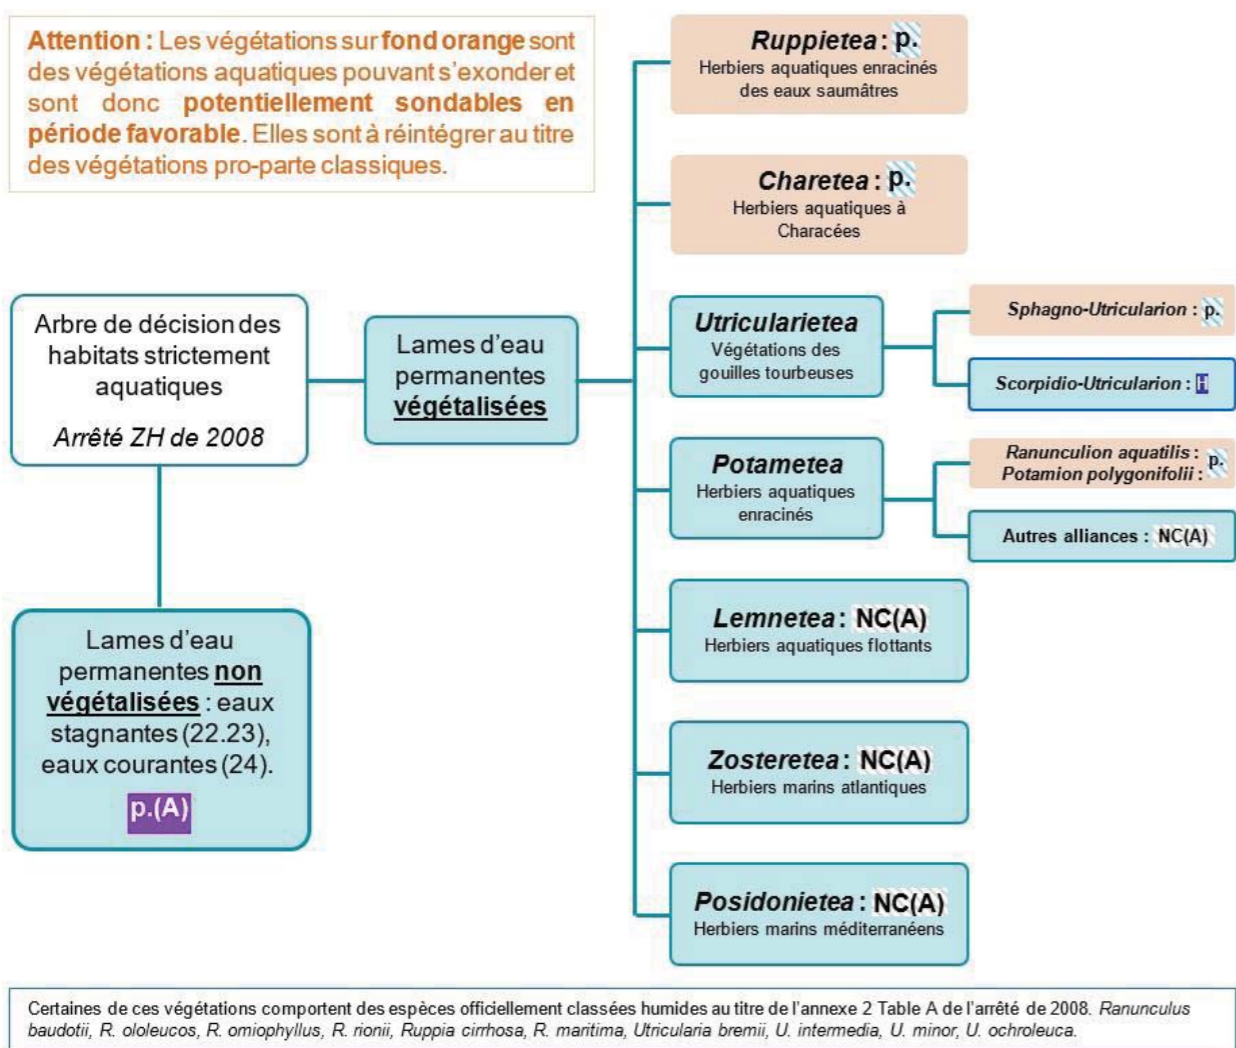 Attention : Les végétations sur fond orange sont
des végétations aquatiques pouvant s'exonder et
sont donc potentiellement sondables en
période favorable. Elles sont à réintégrer au titre
des végétations pro-parte classiques.
Arbre de décision des
habitats strictement
aquatiques
Arrêté ZH de 2008
Lames d'eau
permanentes non
végétalisées : eaux
stagnantes (22.23),
eaux courantes (24).
p.(A)
Lames d'eau
permanentes
végétalisées
Ruppietea : p.
Herbiers aquatiques enracinés
des eaux saumâtres
Charetea : p.
Herbiers aquatiques à
Characées
Utricularietea
Végétations des
gouilles tourbeuses
Sphagno-Utricularion : p.
Scorpidio-Utricularion : H
Potametea
Herbiers aquatiques
enracinés
Ranunculion aquatilis :
Potamion polygonifolii : p.
Autres alliances : NC(A)
Lemnetea : NC(A)
Herbiers aquatiques flottants
Zosteretea : NC(A)
Herbiers marins atlantiques
Posidonietea : NC(A)
Herbiers marins méditerranéens
Certaines de ces végétations comportent des espèces officiellement classées humides au titre de l'annexe 2 Table A de l'arrêté de 2008. Ranunculus
baudotii, R. ololeucos, R. omiophyllus, R. rionii, Ruppia cirrhosa, R. maritima, Utricularia bremii, U. intermedia, U. minor, U. ochroleuca.